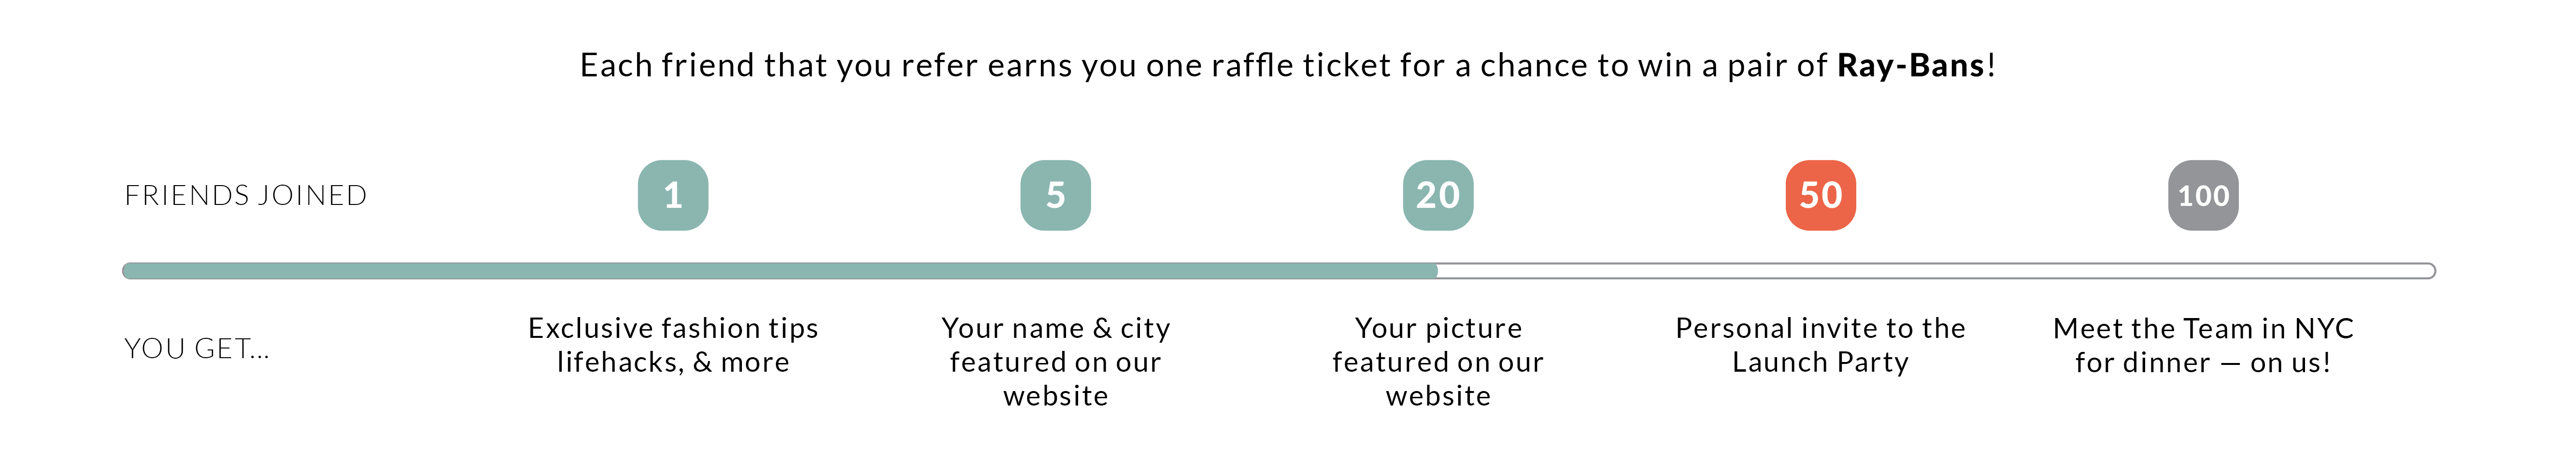 Each friend that you refer earns you one raffle ticket for a chance to win a pair of Ray-Bans!
FRIENDS JOINED
1
5
20
50
100
YOU GET...
Exclusive fashion tips
lifehacks, & more
Your name & city
featured on our
website
Your picture
featured on our
website
Personal invite to the
Launch Party
Meet the Team in NYC
for dinner — on us!